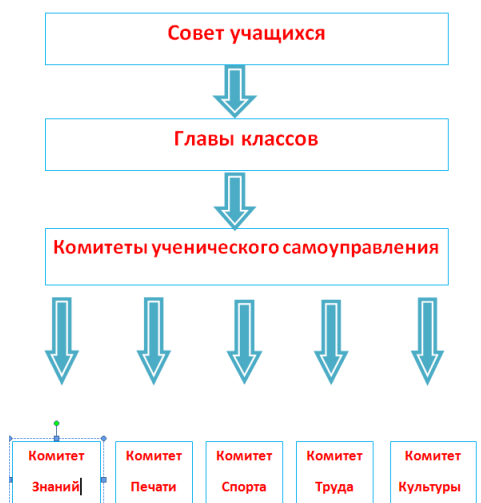 Совет учащихся
Главы классов
Комитеты ученического самоуправления
Комитет
Знаний
Комитет
Печати
Комитет
Спорта
Комитет
Труда
Комитет
Культуры